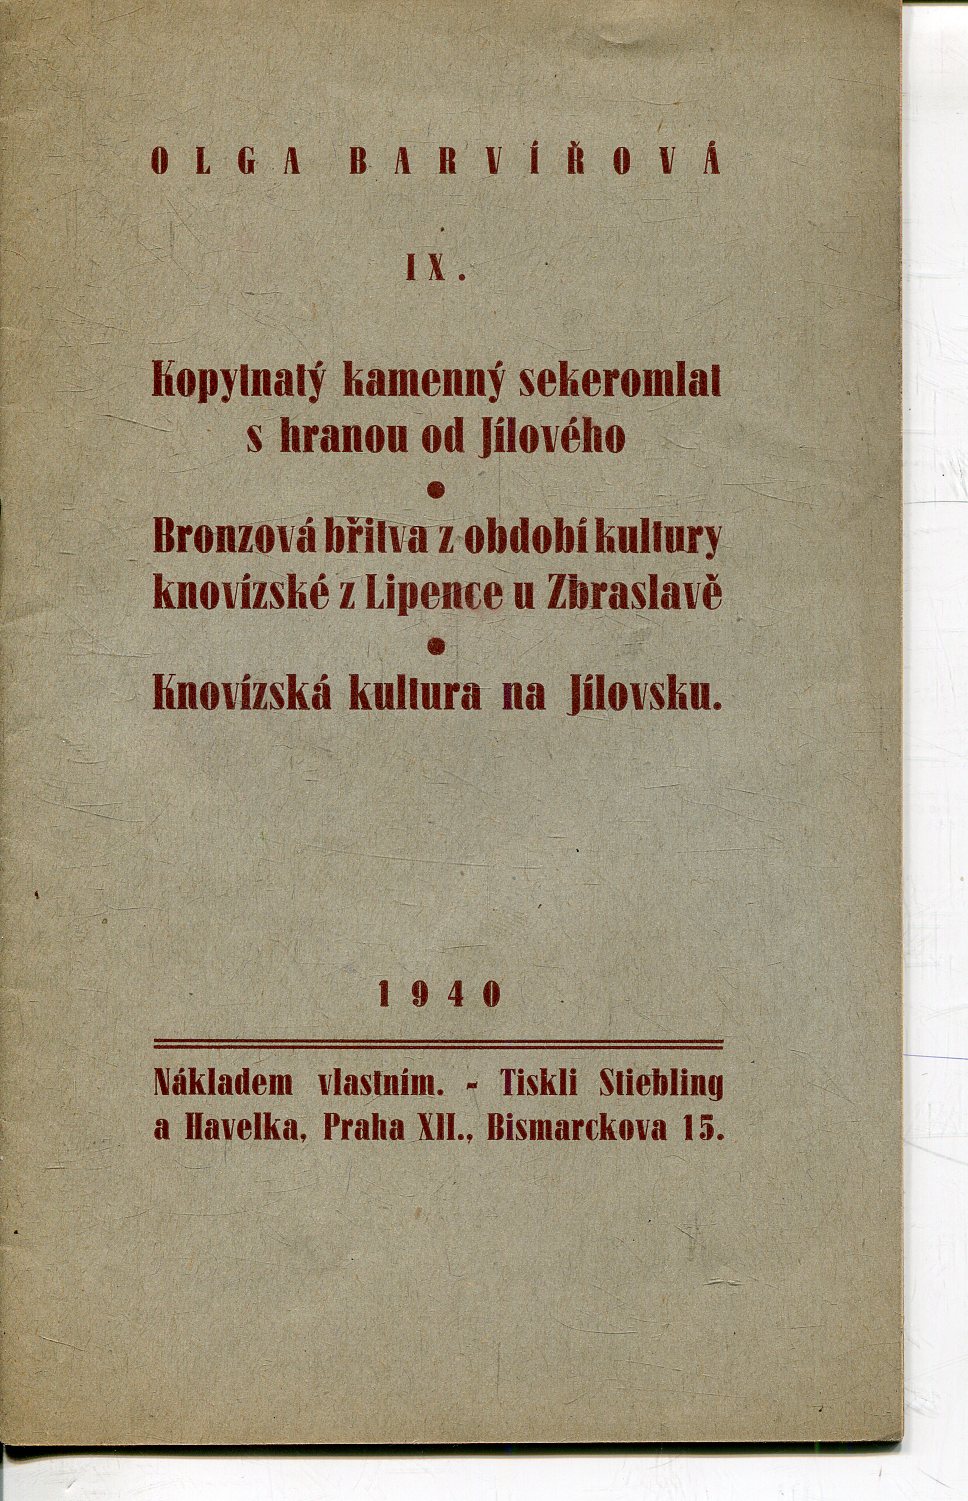 OLGA BARVÍŘOVÁ
IX.
Kopytnatý kamenný sekeromlat
s hranou od Jílového
●
Bronzová břitva z období kultury
knovízské z Lipence u Zbraslavě
●
Knovízská kultura na Jílovsku.
1940
Nákladem vlastním. - Tiskli Stiebling
a Havelka, Praha XII., Bismarckova 15.